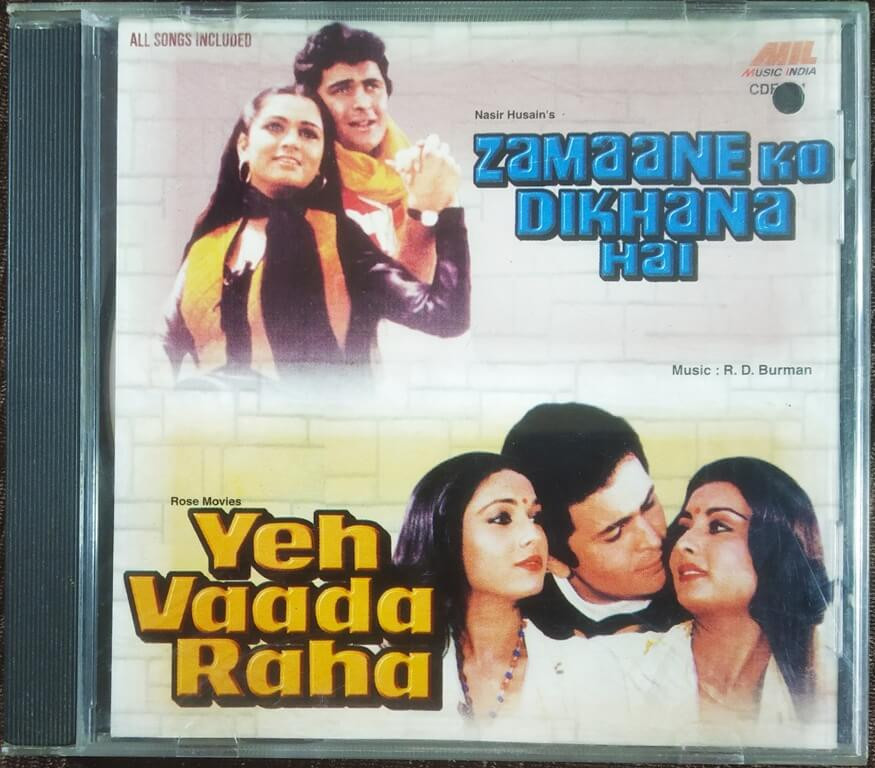 ALL SONGS INCLUDED
MIL
MUSIC INDIA
Nasir Husain's
ZAMAANE KO
DIKHANA
HAI
Music : R. D. Burman
Rose Movies
Yeh
Vaada
Raha